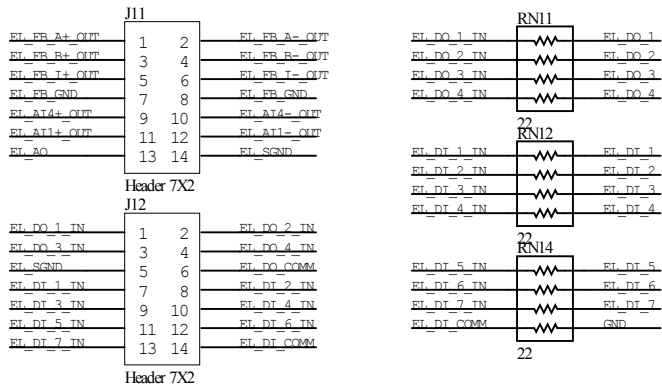 J11
EL_FB_A+_OUT 1 2 EL_FB_A-_OUT
EL_FB_B+_OUT 3 4 EL_FB_B-_OUT
EL_FB_I+_OUT 5 6 EL_FB_I-_OUT
EL_FB_GND 7 8 EL_FB_GND
EL_AI4+_OUT 9 10 EL_AI4-_OUT
EL_AI1+_OUT 11 12 EL_AI1-_OUT
EL_AO 13 14 EL_SGND
Header 7X2
J12
EL_DO_1_IN 1 2 EL_DO_2_IN
EL_DO_3_IN 3 4 EL_DO_4_IN
EL_SGND 5 6 EL_DO_COMM
EL_DI_1_IN 7 8 EL_DI_2_IN
EL_DI_3_IN 9 10 EL_DI_4_IN
EL_DI_5_IN 11 12 EL_DI_6_IN
EL_DI_7_IN 13 14 EL_DI_COMM
Header 7X2
RN11
EL_DO_1_IN EL_DO_1
EL_DO_2_IN EL_DO_2
EL_DO_3_IN EL_DO_3
EL_DO_4_IN EL_DO_4
22
RN12
EL_DI_1_IN EL_DI_1
EL_DI_2_IN EL_DI_2
EL_DI_3_IN EL_DI_3
EL_DI_4_IN EL_DI_4
22
RN14
EL_DI_5_IN EL_DI_5
EL_DI_6_IN EL_DI_6
EL_DI_7_IN EL_DI_7
EL_DI_COMM GND
22